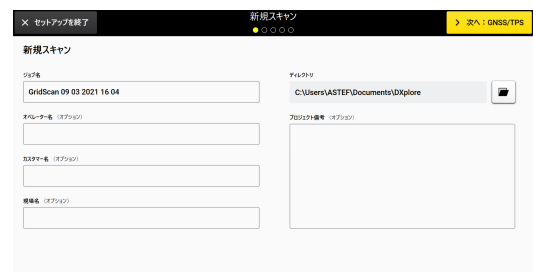 × セットアップを終了
新規スキャン
> 次へ：GNSS/TPS
新規スキャン
ジョブ名
GridScan 09 03 2021 16 04
オペレーター名 （オプション）
カスタマー名 （オプション）
現場名 （オプション）
ディレクトリ
C:\Users\ASTEF\Documents\DXplore
プロジェクト備考 （オプション）